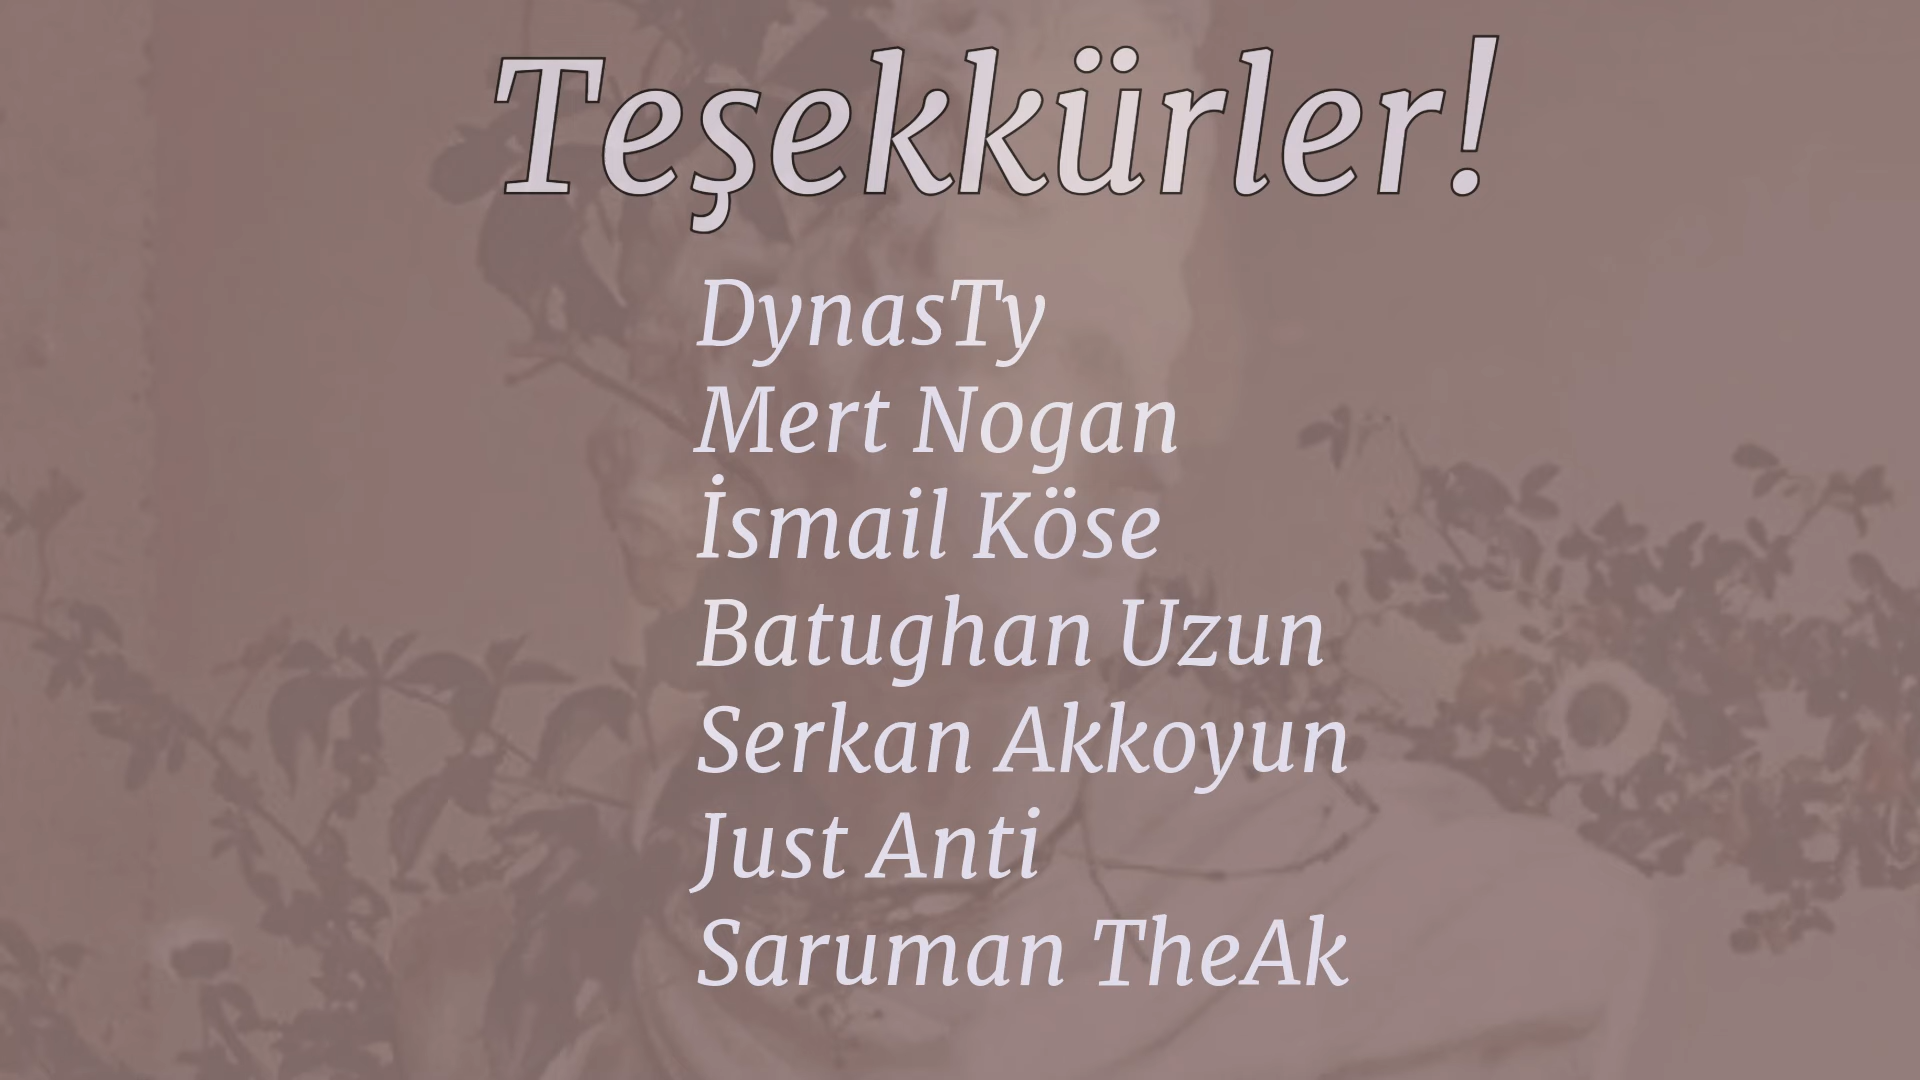 Teşekkürler!
DynasTy
Mert Nogan
İsmail Köse
Batughan Uzun
Serkan Akkoyun
Just Anti
Saruman TheAk